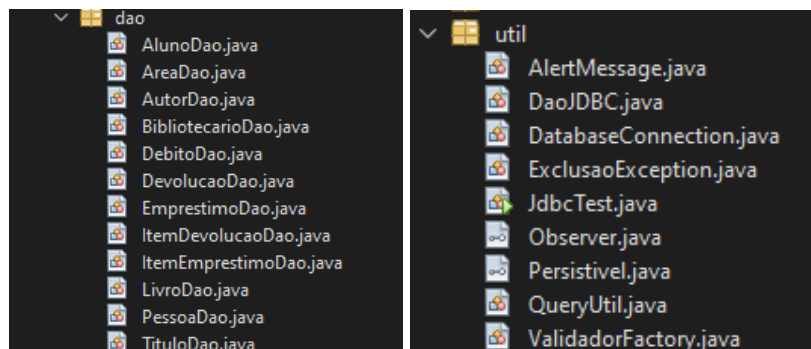 dao
AlunoDao.java
AreaDao.java
AutorDao.java
BibliotecarioDao.java
DebitoDao.java
DevolucaoDao.java
EmprestimoDao.java
ItemDevolucaoDao.java
ItemEmprestimoDao.java
LivroDao.java
PessoaDao.java
TituloDao.java
util
AlertMessage.java
DaoJDBC.java
DatabaseConnection.java
ExclusaoException.java
JdbcTest.java
Observer.java
Persistivel.java
QueryUtil.java
ValidadorFactory.java